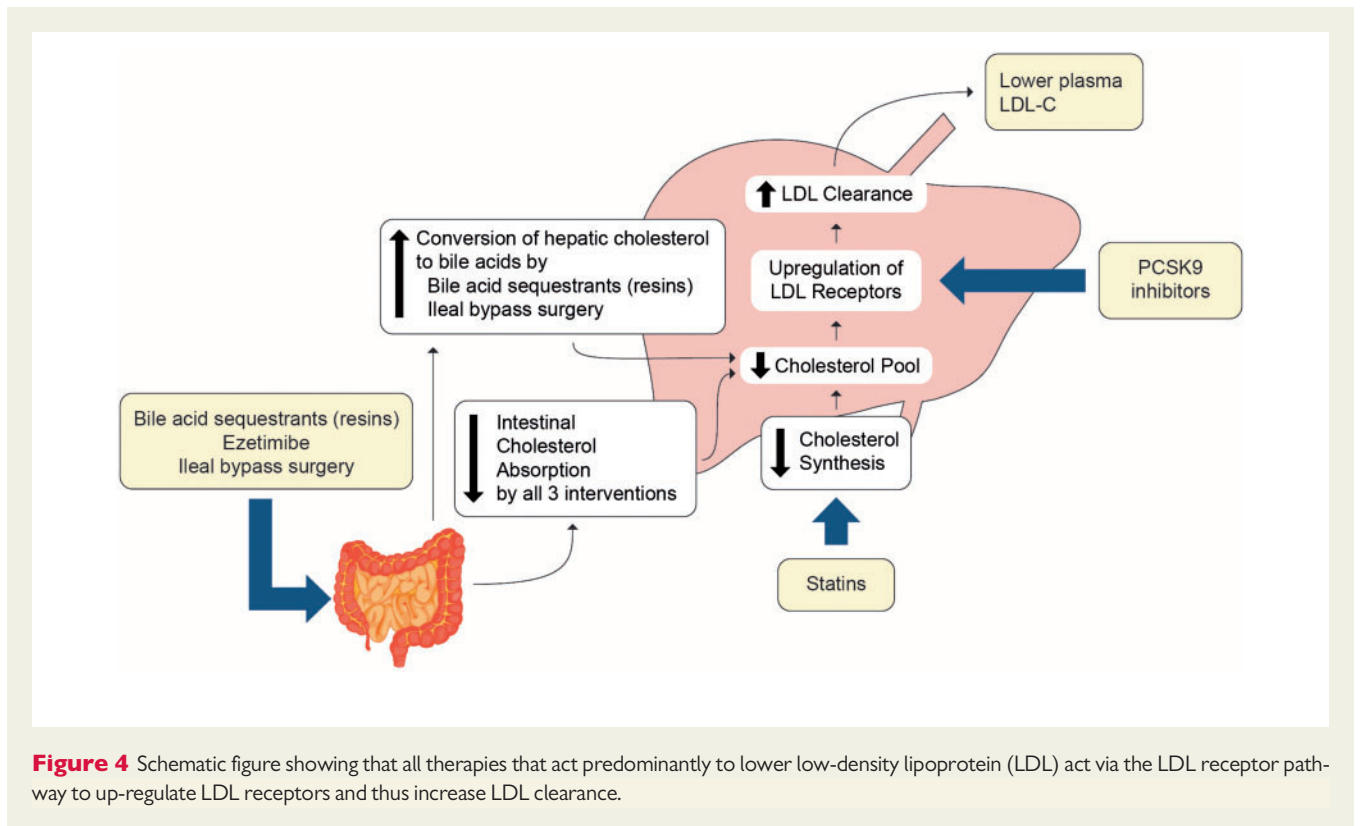 Lower plasma
LDL-C
LDL Clearance
Conversion of hepatic cholesterol
to bile acids by
Bile acid sequestrants (resins)
Ileal bypass surgery
Upregulation of
LDL Receptors
PCSK9
inhibitors
Cholesterol Pool
Bile acid sequestrants (resins)
Ezetimibe
Ileal bypass surgery
Intestinal
Cholesterol
Absorption
by all 3 interventions
Cholesterol
Synthesis
Statins
Figure 4 Schematic figure showing that all therapies that act predominantly to lower low-density lipoprotein (LDL) act via the LDL receptor path-
way to up-regulate LDL receptors and thus increase LDL clearance.